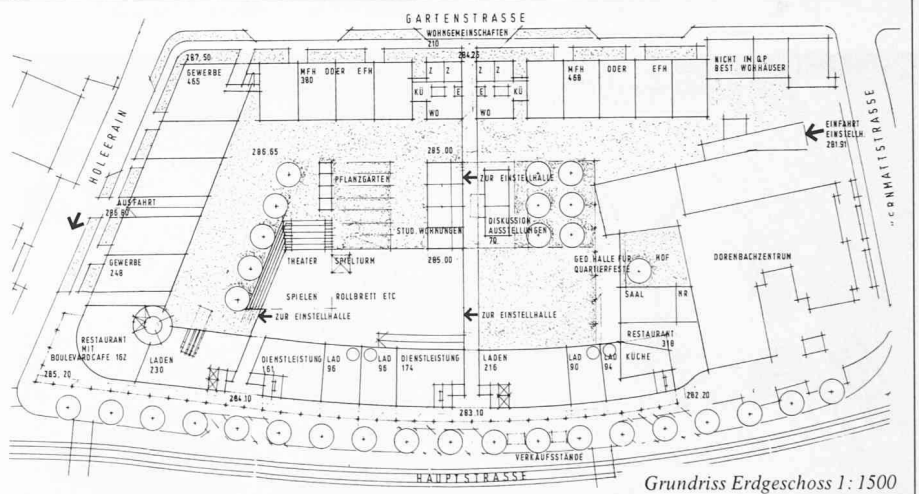 GARTENSTRASSE
WOHNGEMEINSCHAFTEN
210
287,50
284.25
GEWERBE
465
MFH ODER EFH
380
Z Z Z Z
KÜ E E KÜ
WO WO
MFH ODER EFH
468
NICHT IM QP
BEST. WOHNHÄUSER
HOLEERAIN
EINFAHRT
EINSTELLH.
281.91
286.65
285.00
PFLANZGARTEN
ZUR EINSTELLHALLE
AUSFAHRT
285.60
STUD. WOHNUNGEN
DISKUSSION
AUSSTELLUNGEN
70
GEWERBE
248
THEATER
SPIELTURM
285.00
GED. HALLE FÜR
QUARTIERFESTE
HOF
DORENBACHZENTRUM
SPIELEN ROLLBRETT ETC
SAAL
NR
ZUR EINSTELLHALLE
ZUR EINSTELLHALLE
RESTAURANT
MIT
BOULEVARDCAFE 162
LADEN
230
DIENSTLEISTUNG
161
LAD
96
LAD
96
DIENSTLEISTUNG
174
LADEN
216
LAD
90
LAD
94
RESTAURANT
318
KÜCHE
285,20
284.10
283.10
282.20
VERKAUFSSTÄNDE
HAUPTSTRASSE
Grundriss Erdgeschoss 1:1500